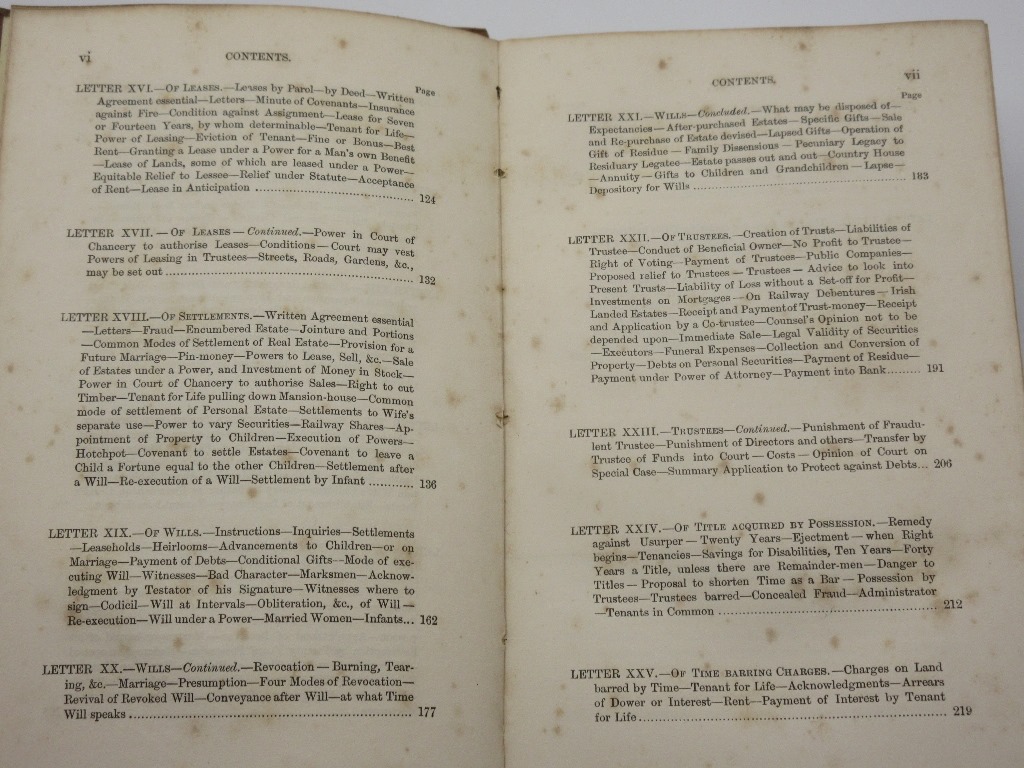 vi
CONTENTS.
Page
LETTER XVI.—OF LEASES.—Leases by Parol—by Deed—Written
Agreement essential—Letters—Minute of Covenants—Insurance
against Fire—Condition against Assignment—Lease for Seven
or Fourteen Years, by whom determinable—Tenant for Life—
Power of Leasing—Eviction of Tenant—Fine or Bonus—Best
Rent—Granting a Lease under a Power for a Man's own Benefit
—Lease of Lands, some of which are leased under a Power—
Equitable Relief to Lessee—Relief under Statute—Acceptance
of Rent—Lease in Anticipation ........................................ 124
LETTER XVII.—OF LEASES—Continued.—Power in Court of
Chancery to authorise Leases—Conditions—Court may vest
Powers of Leasing in Trustees—Streets, Roads, Gardens, &c.,
may be set out ............................................................ 132
LETTER XVIII.—OF SETTLEMENTS.—Written Agreement essential
—Letters—Fraud—Encumbered Estate—Jointure and Portions
—Common Modes of Settlement of Real Estate—Provision for a
Future Marriage—Pin-money—Powers to Lease, Sell, &c.—Sale
of Estates under a Power, and Investment of Money in Stock—
Power in Court of Chancery to authorise Sales—Right to cut
Timber—Tenant for Life pulling down Mansion-house—Common
mode of settlement of Personal Estate—Settlements to Wife's
separate use—Power to vary Securities—Railway Shares—Ap-
pointment of Property to Children—Execution of Powers—
Hotchpot—Covenant to settle Estates—Covenant to leave a
Child a Fortune equal to the other Children—Settlement after
a Will—Re-execution of a Will—Settlement by Infant ............ 136
LETTER XIX.—OF WILLS.—Instructions—Inquiries—Settlements
—Leaseholds—Heirlooms—Advancements to Children—or on
Marriage—Payment of Debts—Conditional Gifts—Mode of exe-
cuting Will—Witnesses—Bad Character—Marksmen—Acknow-
ledgment by Testator of his Signature—Witnesses where to
sign—Codicil—Will at Intervals—Obliteration, &c., of Will—
Re-execution—Will under a Power—Married Women—Infants... 162
LETTER XX.—WILLS—Continued.—Revocation—Burning, Tear-
ing, &c.—Marriage—Presumption—Four Modes of Revocation—
Revival of Revoked Will—Conveyance after Will—at what Time
Will speaks .................................................................. 177
CONTENTS.
vii
Page
LETTER XXI.—WILLS—Concluded.—What may be disposed of—
Expectancies—After-purchased Estates—Specific Gifts—Sale
and Re-purchase of Estate devised—Lapsed Gifts—Operation of
Gift of Residue—Family Dissensions—Pecuniary Legacy to
Residuary Legatee—Estate passes out and out—Country House
—Annuity—Gifts to Children and Grandchildren—Lapse—
Depository for Wills ...................................................... 183
LETTER XXII.—OF TRUSTEES.—Creation of Trusts—Liabilities of
Trustee—Conduct of Beneficial Owner—No Profit to Trustee—
Right of Voting—Payment of Trustees—Public Companies—
Proposed relief to Trustees—Trustees—Advice to look into
Present Trusts—Liability of Loss without a Set-off for Profit—
Investments on Mortgages—On Railway Debentures—Irish
Landed Estates—Receipt and Payment of Trust-money—Receipt
and Application by a Co-trustee—Counsel's Opinion not to be
depended upon—Immediate Sale—Legal Validity of Securities
—Executors—Funeral Expenses—Collection and Conversion of
Property—Debts on Personal Securities—Payment of Residue—
Payment under Power of Attorney—Payment into Bank......... 191
LETTER XXIII.—TRUSTEES—Continued.—Punishment of Fraudu-
lent Trustee—Punishment of Directors and others—Transfer by
Trustee of Funds into Court—Costs—Opinion of Court on
Special Case—Summary Application to Protect against Debts... 206
LETTER XXIV.—OF TITLE ACQUIRED BY POSSESSION.—Remedy
against Usurper—Twenty Years—Ejectment—when Right
begins—Tenancies—Savings for Disabilities, Ten Years—Forty
Years a Title, unless there are Remainder-men—Danger to
Titles—Proposal to shorten Time as a Bar—Possession by
Trustees—Trustees barred—Concealed Fraud—Administrator
—Tenants in Common .................................................. 212
LETTER XXV.—OF TIME BARRING CHARGES.—Charges on Land
barred by Time—Tenant for Life—Acknowledgments—Arrears
of Dower or Interest—Rent—Payment of Interest by Tenant
for Life ........................................................................ 219